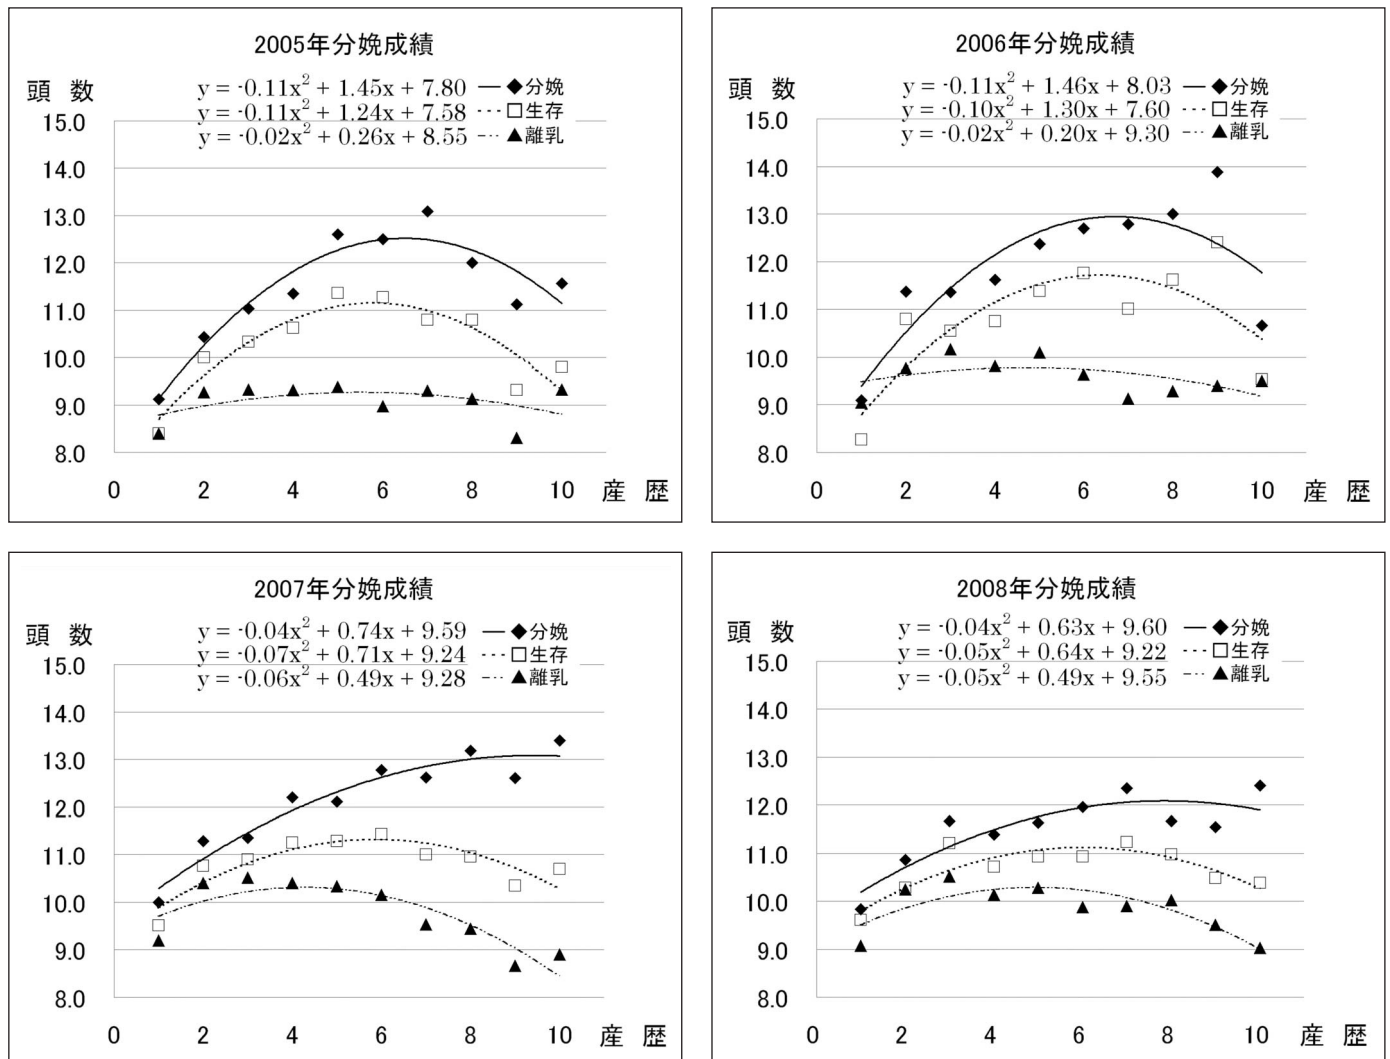 2005年分娩成績
頭 数
y = -0.11x² + 1.45x + 7.80 分娩
y = -0.11x² + 1.24x + 7.58 生存
y = -0.02x² + 0.26x + 8.55 離乳
15.0
14.0
13.0
12.0
11.0
10.0
9.0
8.0
0 2 4 6 8 10 産 歴
2006年分娩成績
頭 数
y = -0.11x² + 1.46x + 8.03 分娩
y = -0.10x² + 1.30x + 7.60 生存
y = -0.02x² + 0.20x + 9.30 離乳
15.0
14.0
13.0
12.0
11.0
10.0
9.0
8.0
0 2 4 6 8 10 産 歴
2007年分娩成績
頭 数
y = -0.04x² + 0.74x + 9.59 分娩
y = -0.07x² + 0.71x + 9.24 生存
y = -0.06x² + 0.49x + 9.28 離乳
15.0
14.0
13.0
12.0
11.0
10.0
9.0
8.0
0 2 4 6 8 10 産 歴
2008年分娩成績
頭 数
y = -0.04x² + 0.63x + 9.60 分娩
y = -0.05x² + 0.64x + 9.22 生存
y = -0.05x² + 0.49x + 9.55 離乳
15.0
14.0
13.0
12.0
11.0
10.0
9.0
8.0
0 2 4 6 8 10 産 歴